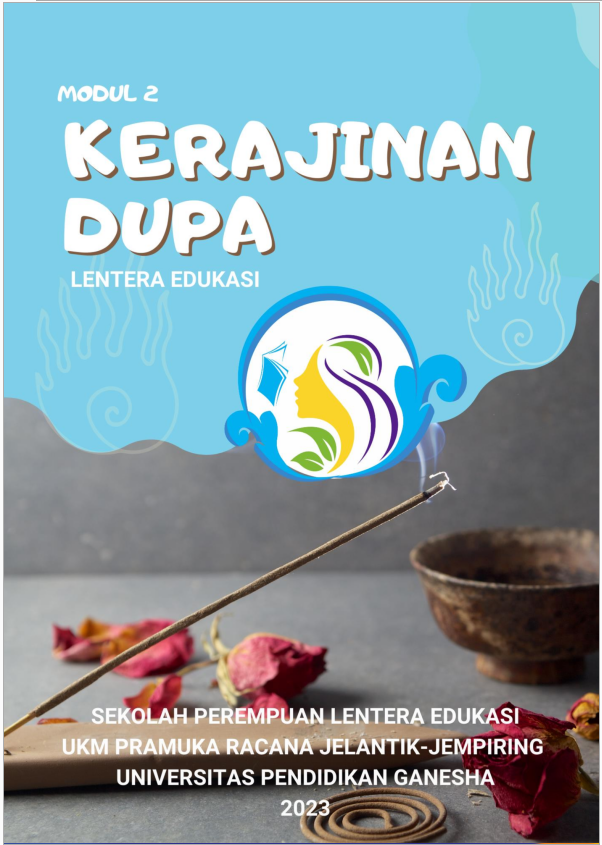 MODUL 2
KERAJINAN
DUPA
LENTERA EDUKASI
SEKOLAH PEREMPUAN LENTERA EDUKASI
UKM PRAMUKA RACANA JELANTIK-JEMPIRING
UNIVERSITAS PENDIDIKAN GANESHA
2023